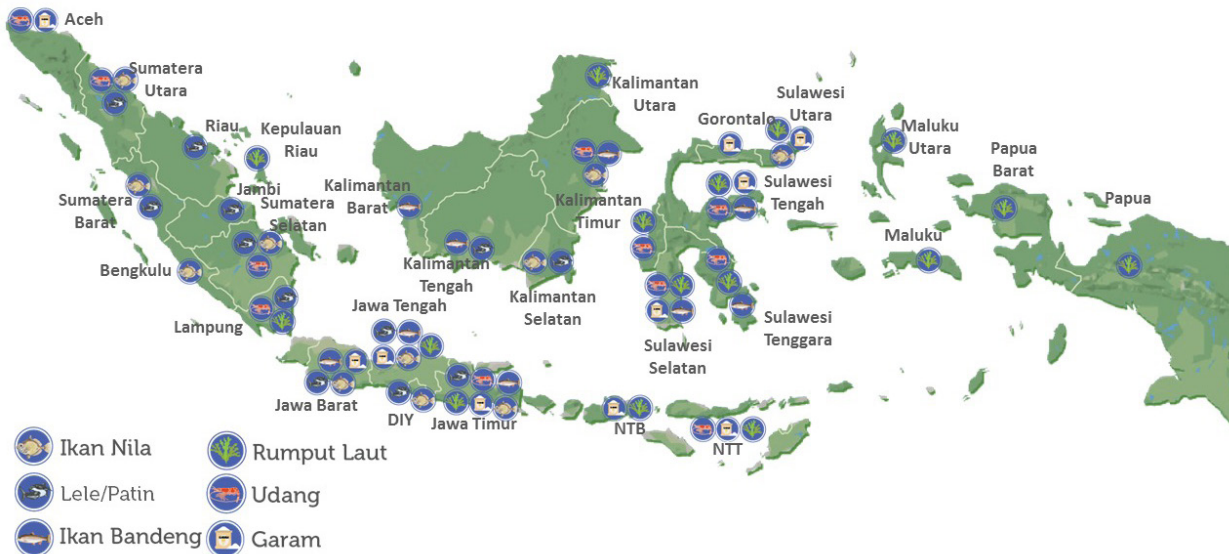 Aceh
Sumatera
Utara
Riau
Kepulauan
Riau
Sumatera
Barat
Jambi
Sumatera
Selatan
Bengkulu
Lampung
Kalimantan
Utara
Kalimantan
Barat
Kalimantan
Timur
Kalimantan
Tengah
Kalimantan
Selatan
Gorontalo
Sulawesi
Utara
Sulawesi
Tengah
Sulawesi
Selatan
Sulawesi
Tenggara
Maluku
Utara
Maluku
Papua
Barat
Papua
Jawa Tengah
Jawa Barat
DIY
Jawa Timur
NTB
NTT
Ikan Nila
Lele/Patin
Ikan Bandeng
Rumput Laut
Udang
Garam